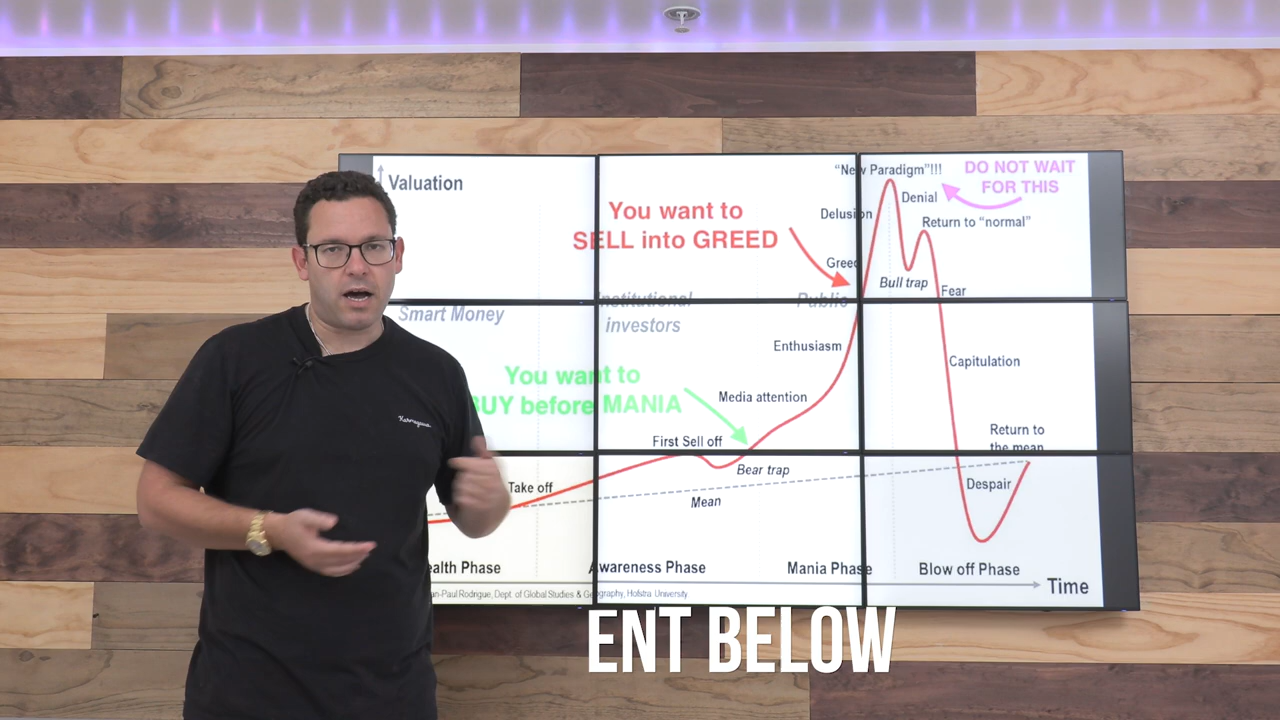 Valuation
"New Paradigm"!!!
DO NOT WAIT
FOR THIS
Denial
You want to
SELL into GREED
Delusion
Return to "normal"
Greed
Bull trap
Fear
Smart Money
Institutional
investors
Public
Enthusiasm
Capitulation
You want to
BUY before MANIA
Media attention
First Sell off
Return to
the mean
Bear trap
Take off
Mean
Despair
ealth Phase
Awareness Phase
Mania Phase
Blow off Phase
Time
an-Paul Rodrigue, Dept. of Global Studies & Geography, Hofstra University
ENT BELOW